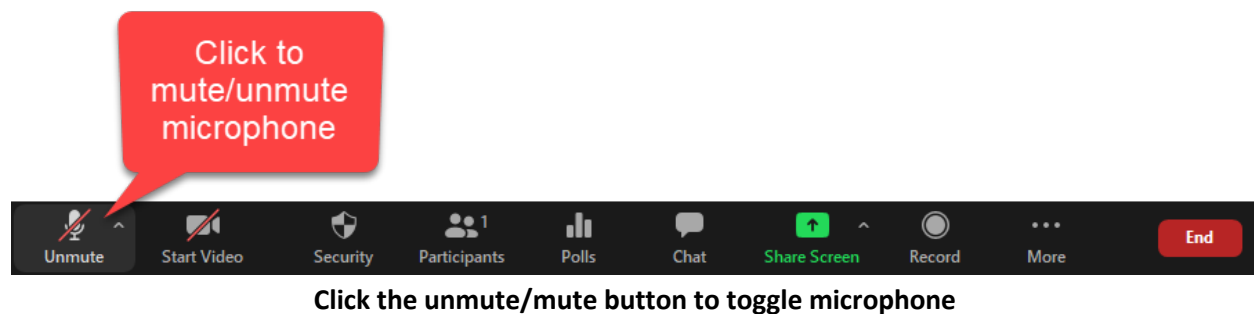 Click to
mute/unmute
microphone
1
Unmute Start Video Security Participants Polls Chat Share Screen Record More End
Click the unmute/mute button to toggle microphone